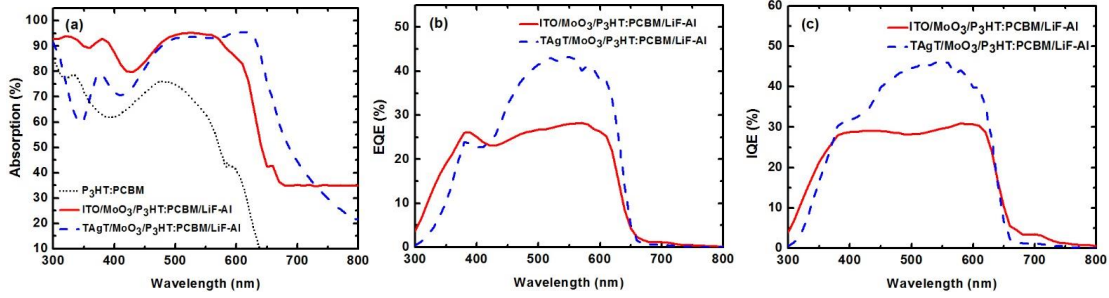 (a)
100
90
80
70
60
50
40
30
20
10
Absorption (%)
P₃HT:PCBM
ITO/MoO₃/P₃HT:PCBM/LiF-Al
TAgT/MoO₃/P₃HT:PCBM/LiF-Al
300 400 500 600 700 800
Wavelength (nm)
(b)
ITO/MoO₃/P₃HT:PCBM/LiF-Al
TAgT/MoO₃/P₃HT:PCBM/LiF-Al
50
40
30
20
10
0
EQE (%)
300 400 500 600 700 800
Wavelength (nm)
(c)
ITO/MoO₃/P₃HT:PCBM/LiF-Al
TAgT/MoO₃/P₃HT:PCBM/LiF-Al
60
50
40
30
20
10
0
IQE (%)
300 400 500 600 700 800
Wavelength (nm)